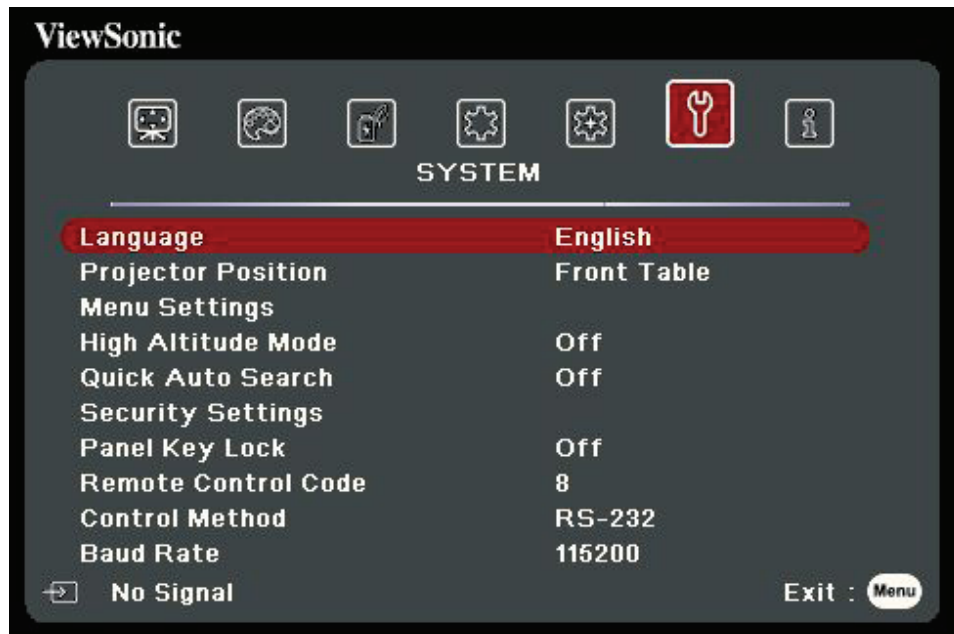 ViewSonic
SYSTEM
Language English
Projector Position Front Table
Menu Settings
High Altitude Mode Off
Quick Auto Search Off
Security Settings
Panel Key Lock Off
Remote Control Code 8
Control Method RS-232
Baud Rate 115200
No Signal Exit : Menu